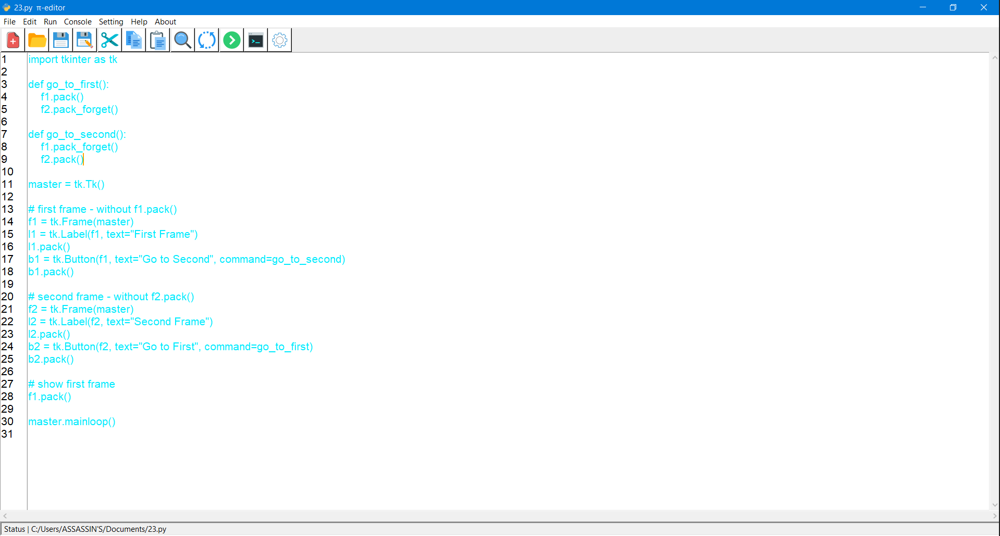 23.py π-editor
File Edit Run Console Setting Help About
1 import tkinter as tk
2
3 def go_to_first():
4     f1.pack()
5     f2.pack_forget()
6
7 def go_to_second():
8     f1.pack_forget()
9     f2.pack()
10
11 master = tk.Tk()
12
13 # first frame - without f1.pack()
14 f1 = tk.Frame(master)
15 l1 = tk.Label(f1, text="First Frame")
16 l1.pack()
17 b1 = tk.Button(f1, text="Go to Second", command=go_to_second)
18 b1.pack()
19
20 # second frame - without f2.pack()
21 f2 = tk.Frame(master)
22 l2 = tk.Label(f2, text="Second Frame")
23 l2.pack()
24 b2 = tk.Button(f2, text="Go to First", command=go_to_first)
25 b2.pack()
26
27 # show first frame
28 f1.pack()
29
30 master.mainloop()
31
Status | C:/Users/ASSASSIN'S/Documents/23.py